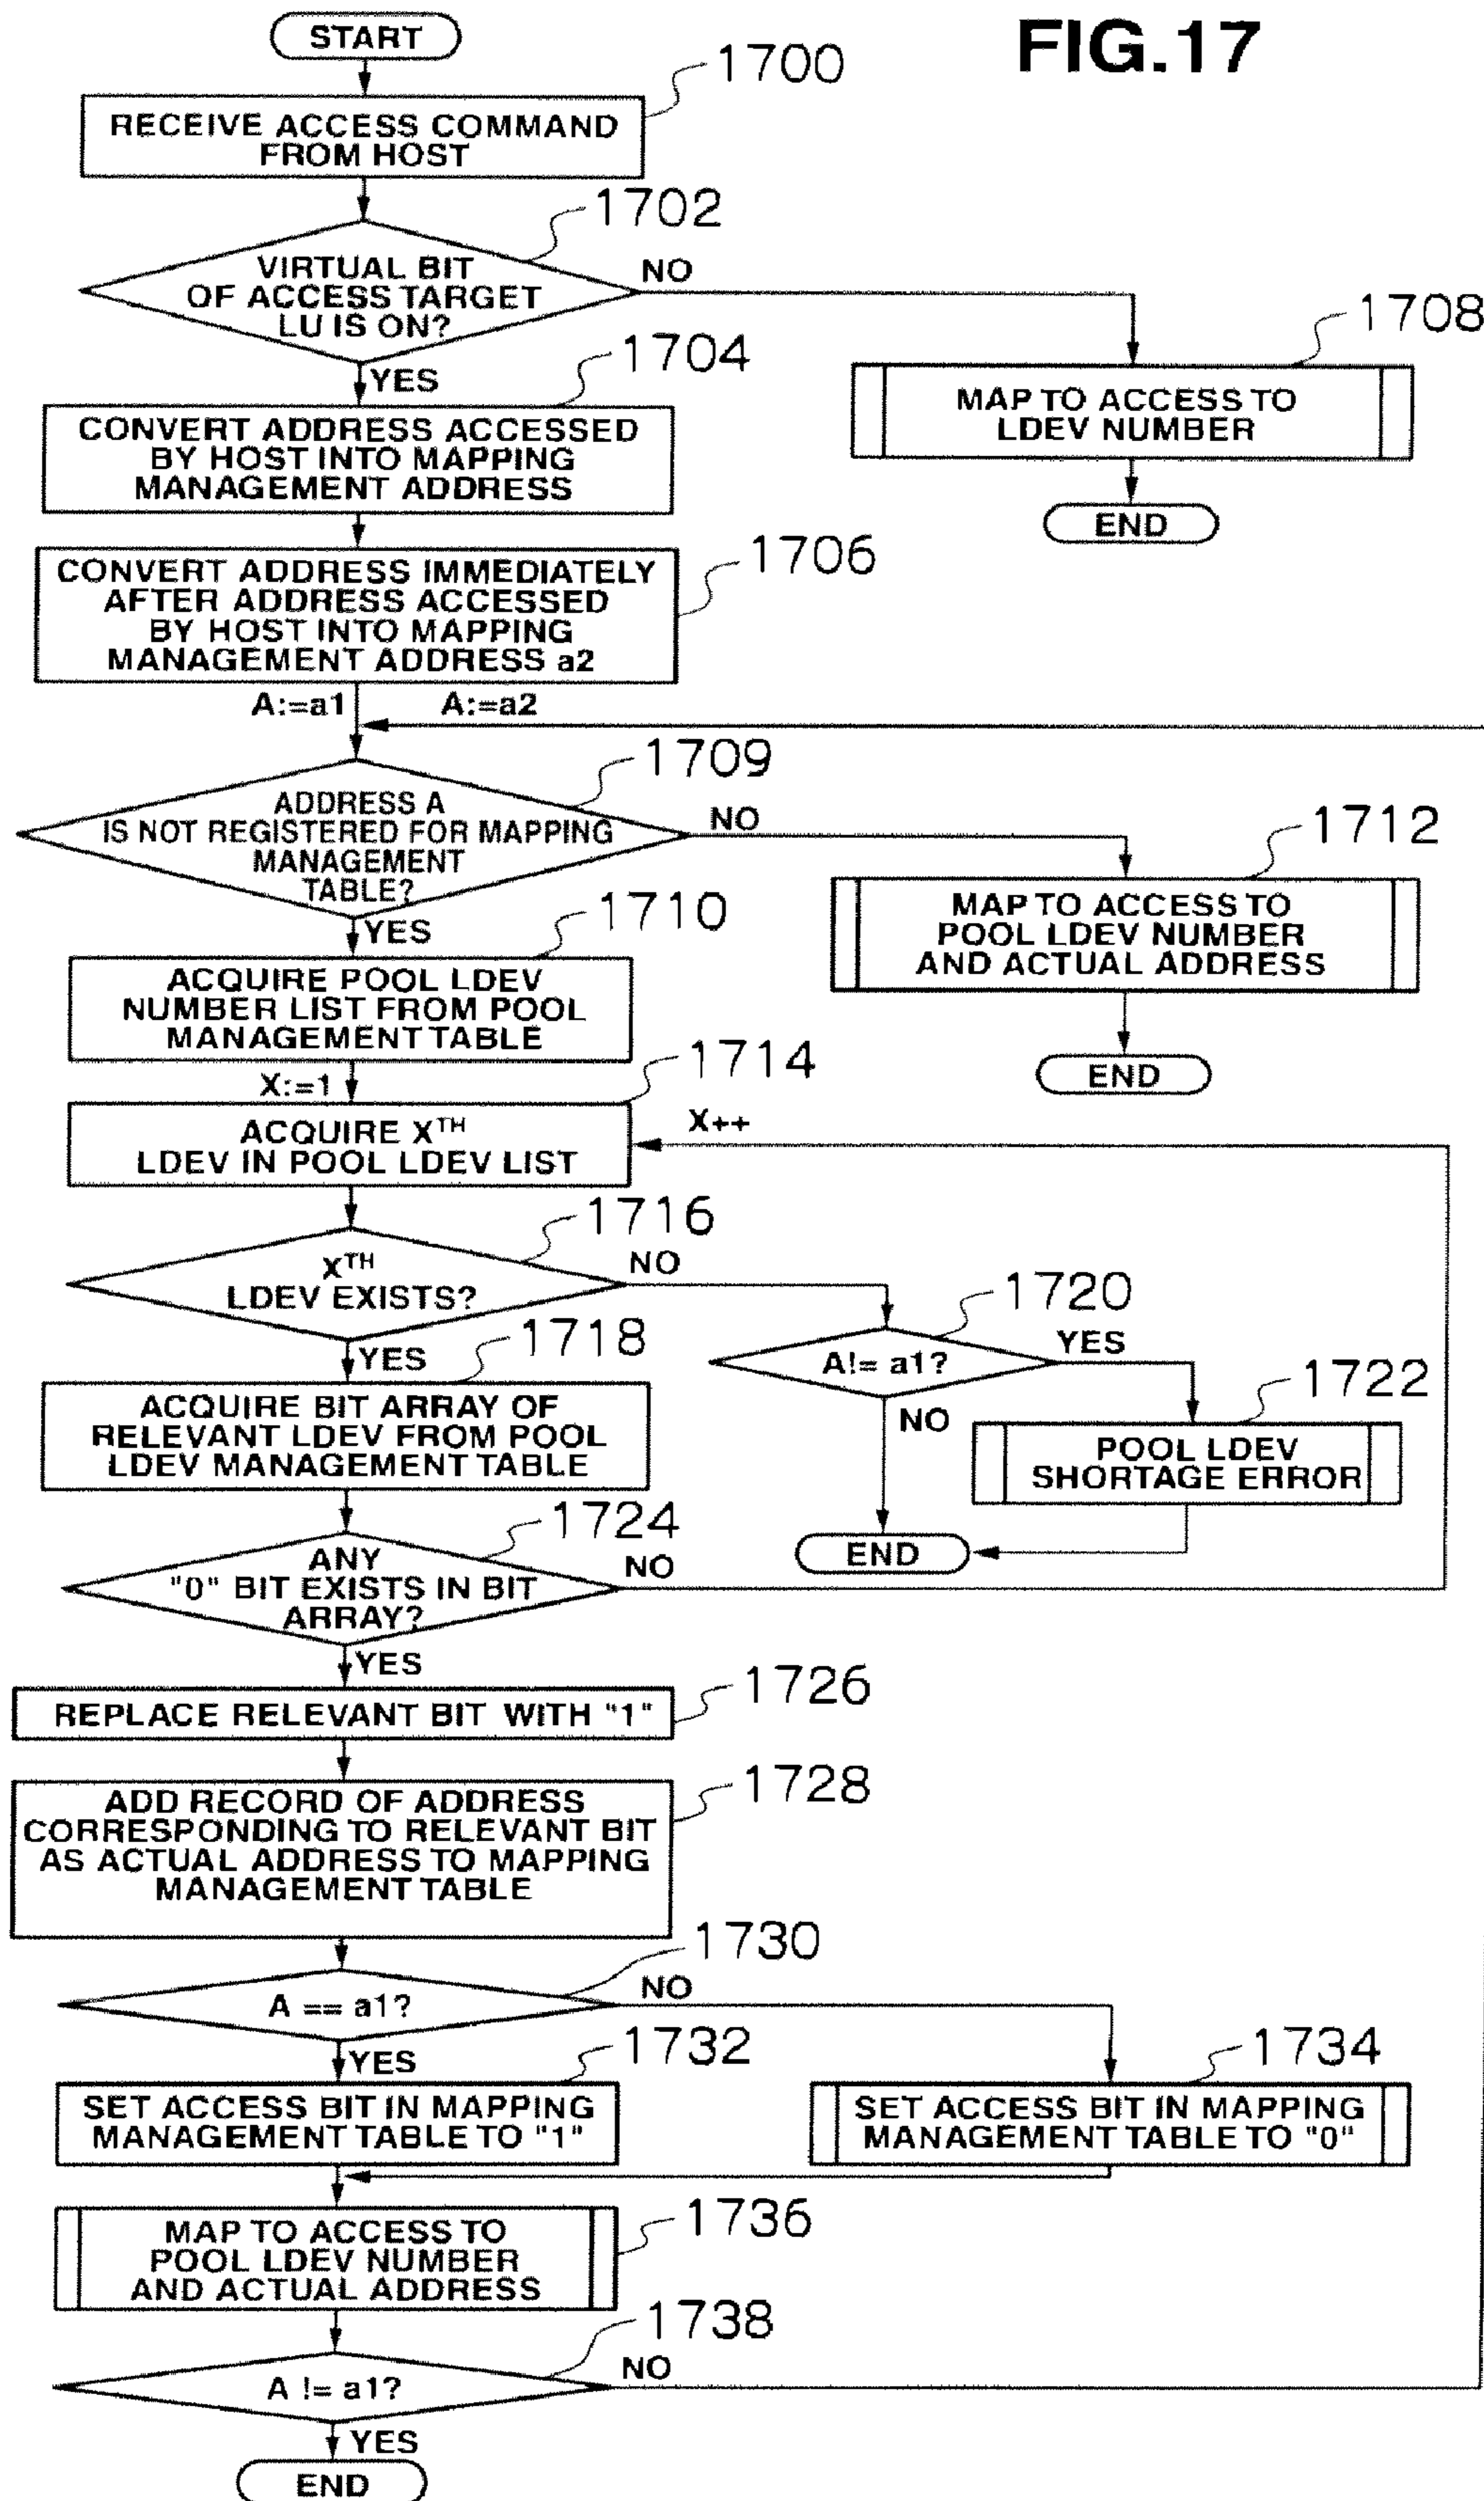 FIG.17
START
1700
RECEIVE ACCESS COMMAND
FROM HOST
1702
VIRTUAL BIT
OF ACCESS TARGET
LU IS ON?
NO
YES
1708
MAP TO ACCESS TO
LDEV NUMBER
END
1704
CONVERT ADDRESS ACCESSED
BY HOST INTO MAPPING
MANAGEMENT ADDRESS
1706
CONVERT ADDRESS IMMEDIATELY
AFTER ADDRESS ACCESSED
BY HOST INTO MAPPING
MANAGEMENT ADDRESS a2
A:=a1
A:=a2
1709
ADDRESS A
IS NOT REGISTERED FOR MAPPING
MANAGEMENT
TABLE?
NO
YES
1712
MAP TO ACCESS TO
POOL LDEV NUMBER
AND ACTUAL ADDRESS
END
1710
ACQUIRE POOL LDEV
NUMBER LIST FROM POOL
MANAGEMENT TABLE
X:=1
1714
ACQUIRE XTH
LDEV IN POOL LDEV LIST
X++
1716
XTH
LDEV EXISTS?
NO
YES
1720
A!= a1?
YES
NO
1722
POOL LDEV
SHORTAGE ERROR
END
1718
ACQUIRE BIT ARRAY OF
RELEVANT LDEV FROM POOL
LDEV MANAGEMENT TABLE
1724
ANY
"0" BIT EXISTS IN BIT
ARRAY?
NO
YES
1726
REPLACE RELEVANT BIT WITH "1"
1728
ADD RECORD OF ADDRESS
CORRESPONDING TO RELEVANT BIT
AS ACTUAL ADDRESS TO MAPPING
MANAGEMENT TABLE
1730
A == a1?
NO
YES
1732
SET ACCESS BIT IN MAPPING
MANAGEMENT TABLE TO "1"
1734
SET ACCESS BIT IN MAPPING
MANAGEMENT TABLE TO "0"
1736
MAP TO ACCESS TO
POOL LDEV NUMBER
AND ACTUAL ADDRESS
1738
A != a1?
NO
YES
END